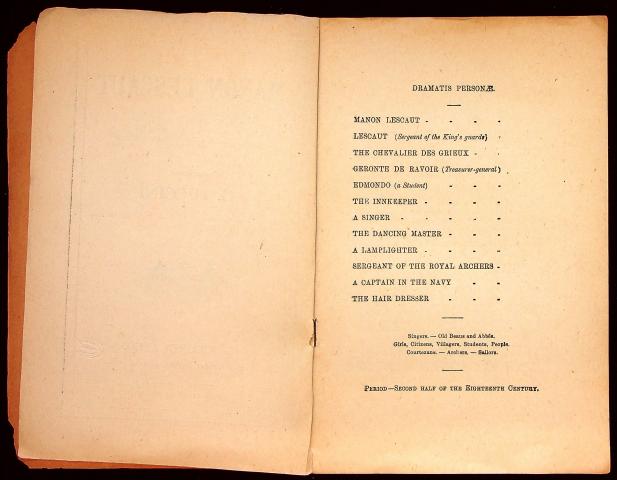 DRAMATIS PERSONÆ.
MANON LESCAUT - - - -
LESCAUT (Sergeant of the King's guards) -
THE CHEVALIER DES GRIEUX - -
GERONTE DE RAVOIR (Treasurer-general)
EDMONDO (a Student) - - -
THE INNKEEPER - - - -
A SINGER - - - - -
THE DANCING MASTER - - -
A LAMPLIGHTER - - - -
SERGEANT OF THE ROYAL ARCHERS -
A CAPTAIN IN THE NAVY - -
THE HAIR DRESSER - - -
Singers. — Old Beaus and Abbés.
Girls, Citizens, Villagers, Students, People.
Courtezans. — Archers. — Sailors.
PERIOD—SECOND HALF OF THE EIGHTEENTH CENTURY.